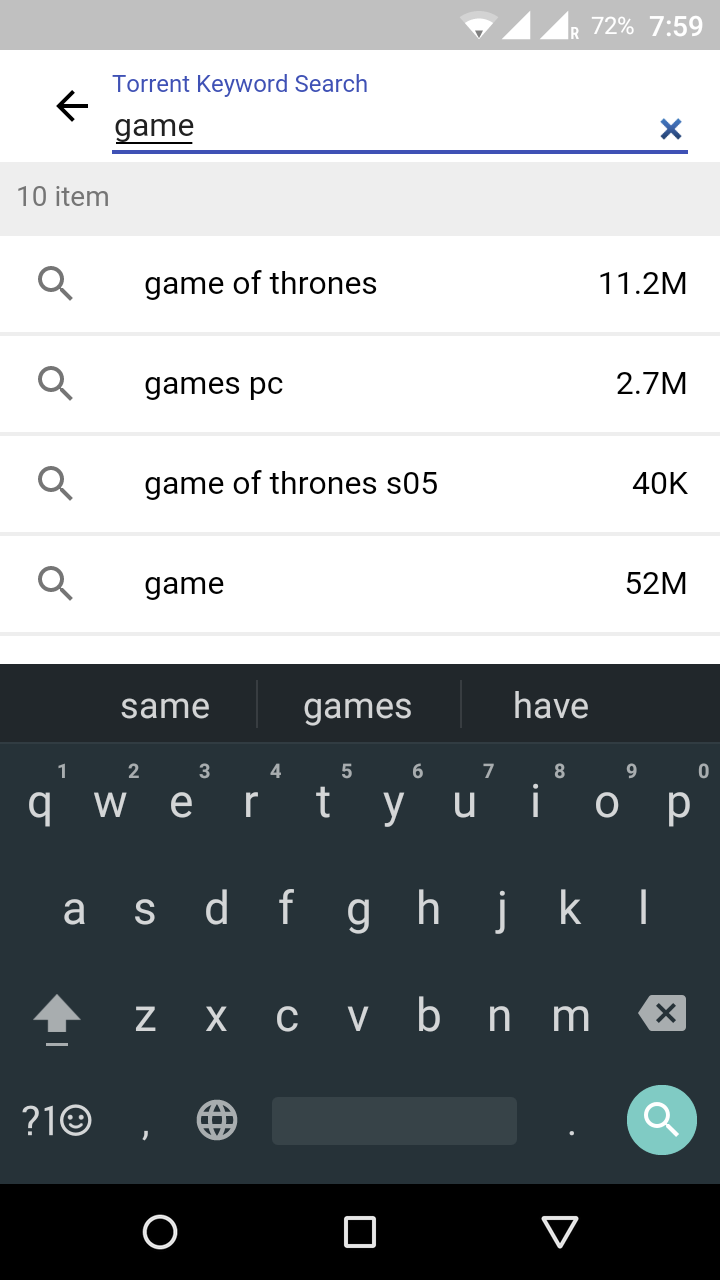 R 72% 7:59
Torrent Keyword Search
game
10 item
game of thrones 11.2M
games pc 2.7M
game of thrones s05 40K
game 52M
same games have
1 2 3 4 5 6 7 8 9 0
q w e r t y u i o p
a s d f g h j k l
z x c v b n m
?1☺ , .